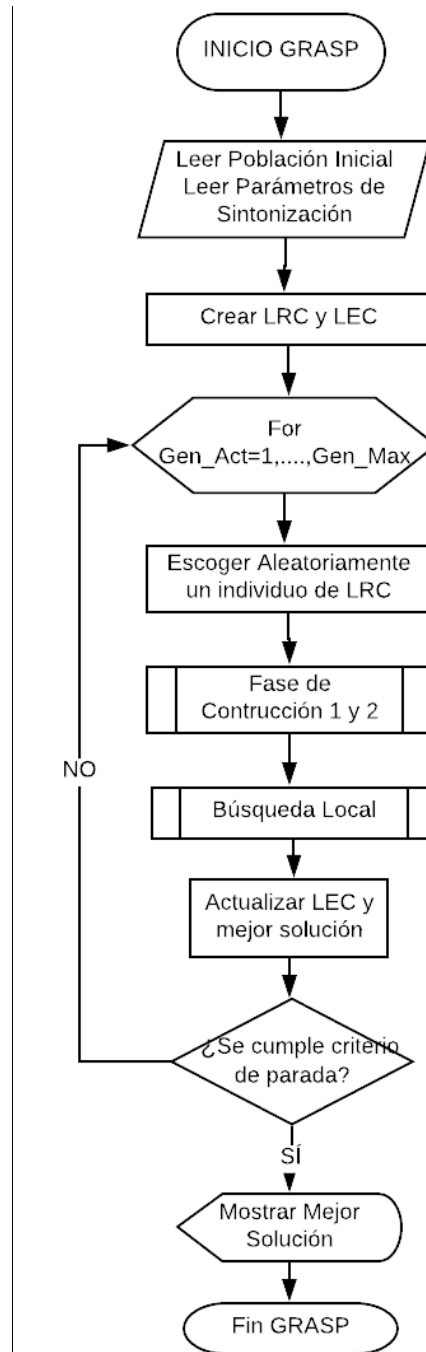 INICIO GRASP
Leer Población Inicial
Leer Parámetros de
Sintonización
Crear LRC y LEC
For
Gen_Act=1,....,Gen_Max
Escoger Aleatoriamente
un individuo de LRC
Fase de
Contrucción 1 y 2
NO
Búsqueda Local
Actualizar LEC y
mejor solución
¿Se cumple criterio
de parada?
SÍ
Mostrar Mejor
Solución
Fin GRASP